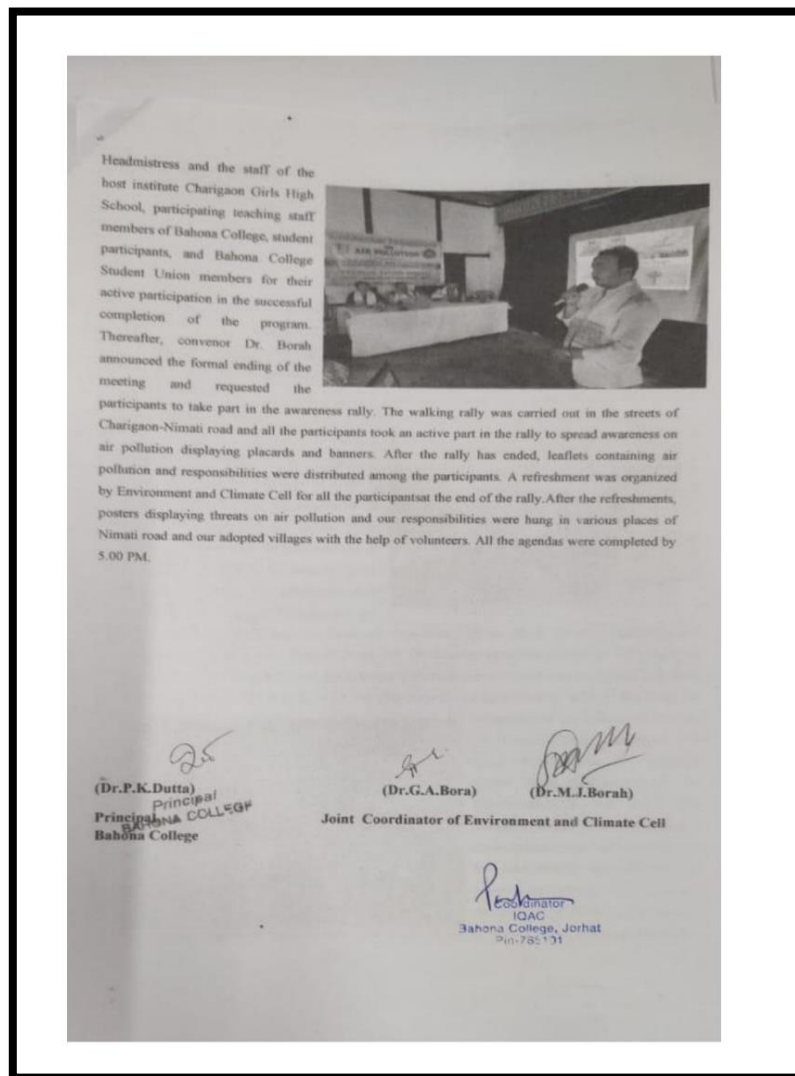 Headmistress and the staff of the
host institute Charigaon Girls High
School, participating teaching staff
members of Bahona College, student
participants, and Bahona College
Student Union members for their
active participation in the successful
completion of the program.
Thereafter, convenor Dr. Borah
announced the formal ending of the
meeting and requested the
AIR POLLUTION
participants to take part in the awareness rally. The walking rally was carried out in the streets of
Charigaon-Nimati road and all the participants took an active part in the rally to spread awareness on
air pollution displaying placards and banners. After the rally has ended, leaflets containing air
pollution and responsibilities were distributed among the participants. A refreshment was organized
by Environment and Climate Cell for all the participantsat the end of the rally.After the refreshments,
posters displaying threats on air pollution and our responsibilities were hung in various places of
Nimati road and our adopted villages with the help of volunteers. All the agendas were completed by
5.00 PM.
(Dr.P.K.Dutta)
(Dr.G.A.Bora)
(Dr.M.J.Borah)
Principal
Principal
BAHONA COLLEGE
Bahona College
Joint Coordinator of Environment and Climate Cell
Coordinator
IQAC
Bahona College, Jorhat
Pin-785101